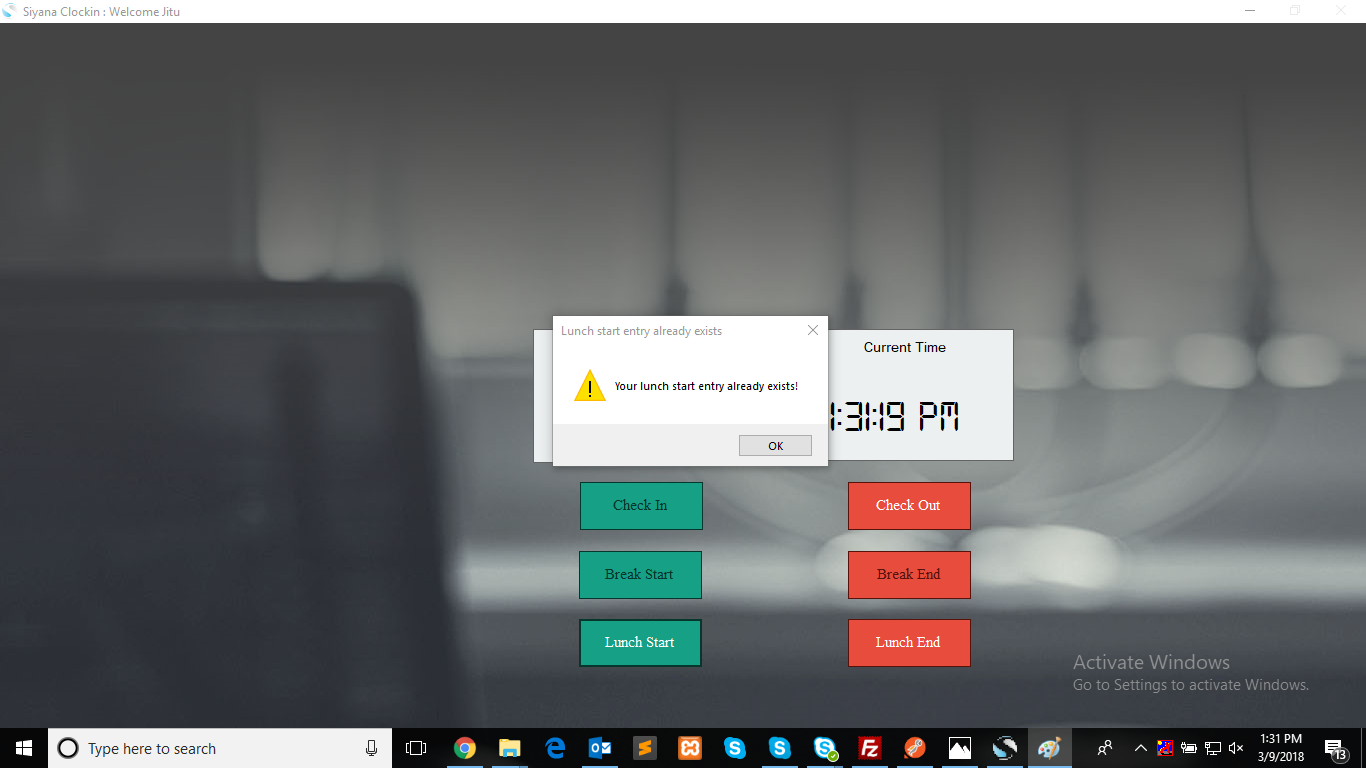 Siyana Clockin : Welcome Jitu
Lunch start entry already exists
Your lunch start entry already exists!
OK
Current Time
1:31:19 PM
Check In
Check Out
Break Start
Break End
Lunch Start
Lunch End
Activate Windows
Go to Settings to activate Windows.
Type here to search
1:31 PM
3/9/2018
13